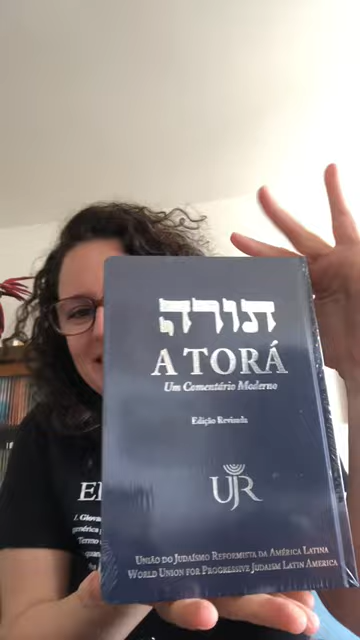 תורה
A TORÁ
Um Comentário Moderno
Edição Revisada
UJR
União do Judaísmo Reformista da América Latina
World Union for Progressive Judaism Latin America